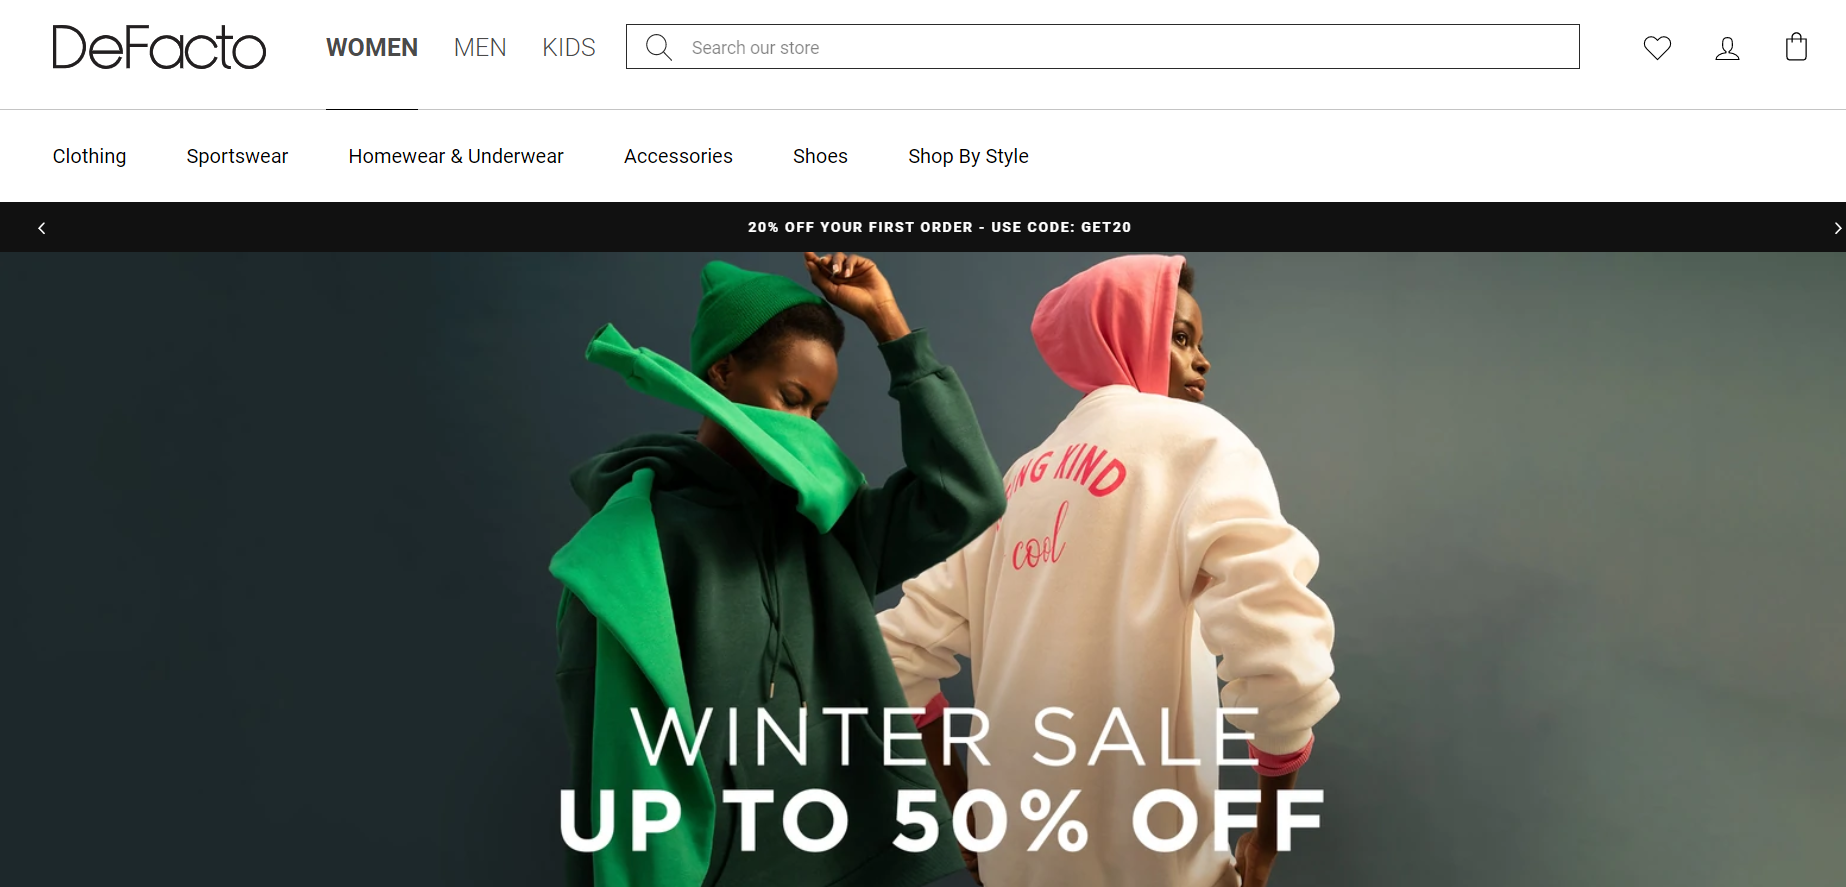 DeFacto
WOMEN
MEN
KIDS
Search our store
Clothing
Sportswear
Homewear & Underwear
Accessories
Shoes
Shop By Style
20% OFF YOUR FIRST ORDER - USE CODE: GET20
KIND
cool
WINTER SALE
UP TO 50% OFF